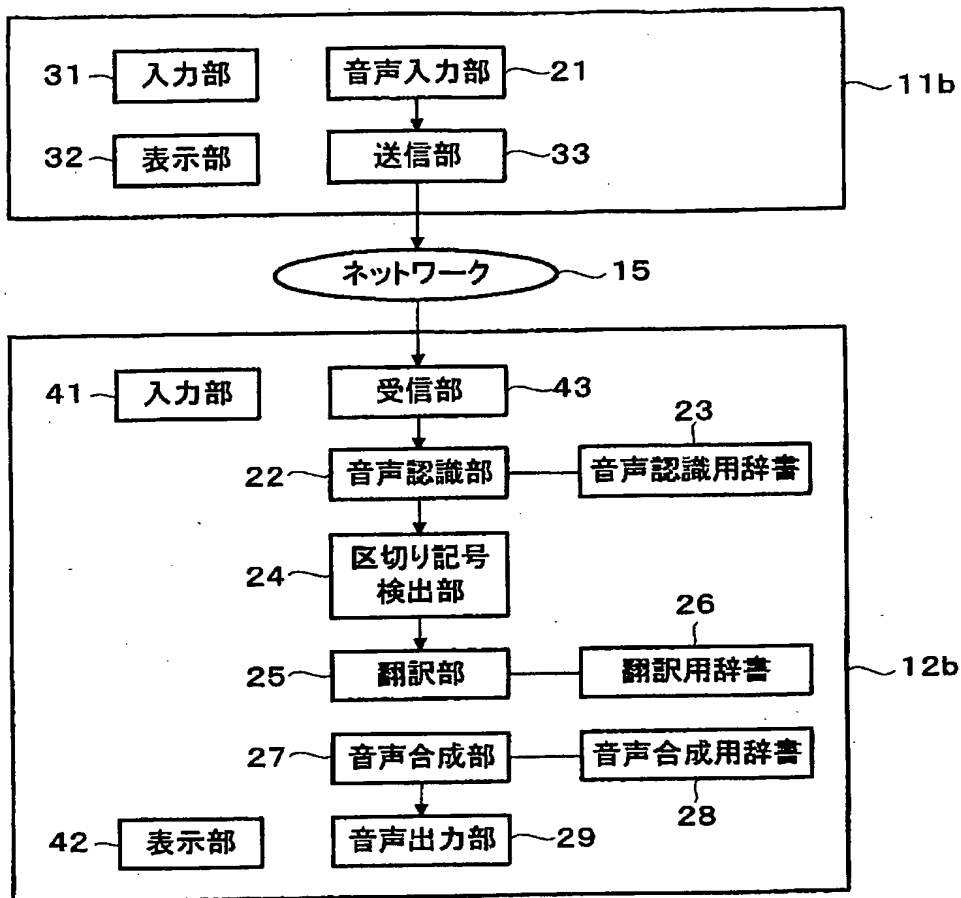 31 入力部 音声入力部 21
11b
32 表示部 送信部 33
ネットワーク 15
41 入力部 受信部 43
23
22 音声認識部 音声認識用辞書
区切り記号
24
検出部
26
25 翻訳部 翻訳用辞書
12b
27 音声合成部 音声合成用辞書
28
42 表示部 音声出力部 29